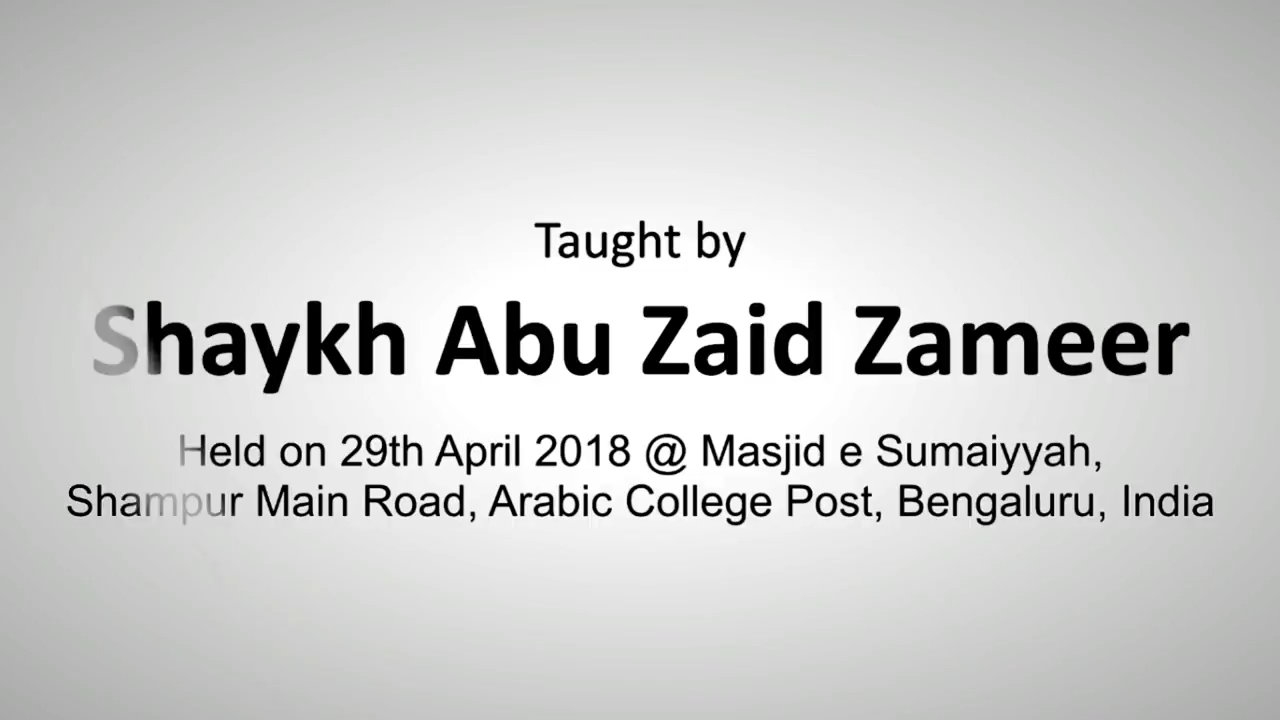 Taught by
Shaykh Abu Zaid Zameer
Held on 29th April 2018 @ Masjid e Sumaiyyah,
Shampur Main Road, Arabic College Post, Bengaluru, India